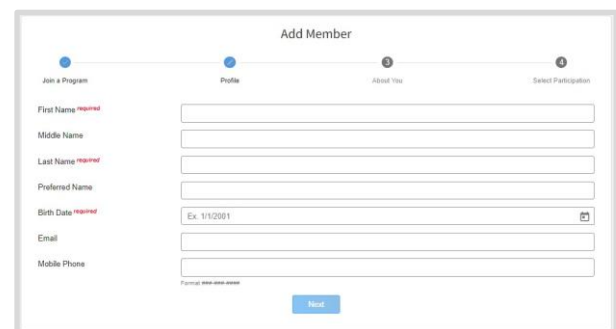 Add Member
3 4
Join a Program Profile About You Select Participation
First Name required
Middle Name
Last Name required
Preferred Name
Birth Date required
Ex. 1/1/2001
Email
Mobile Phone
Format ###-###-####
Next